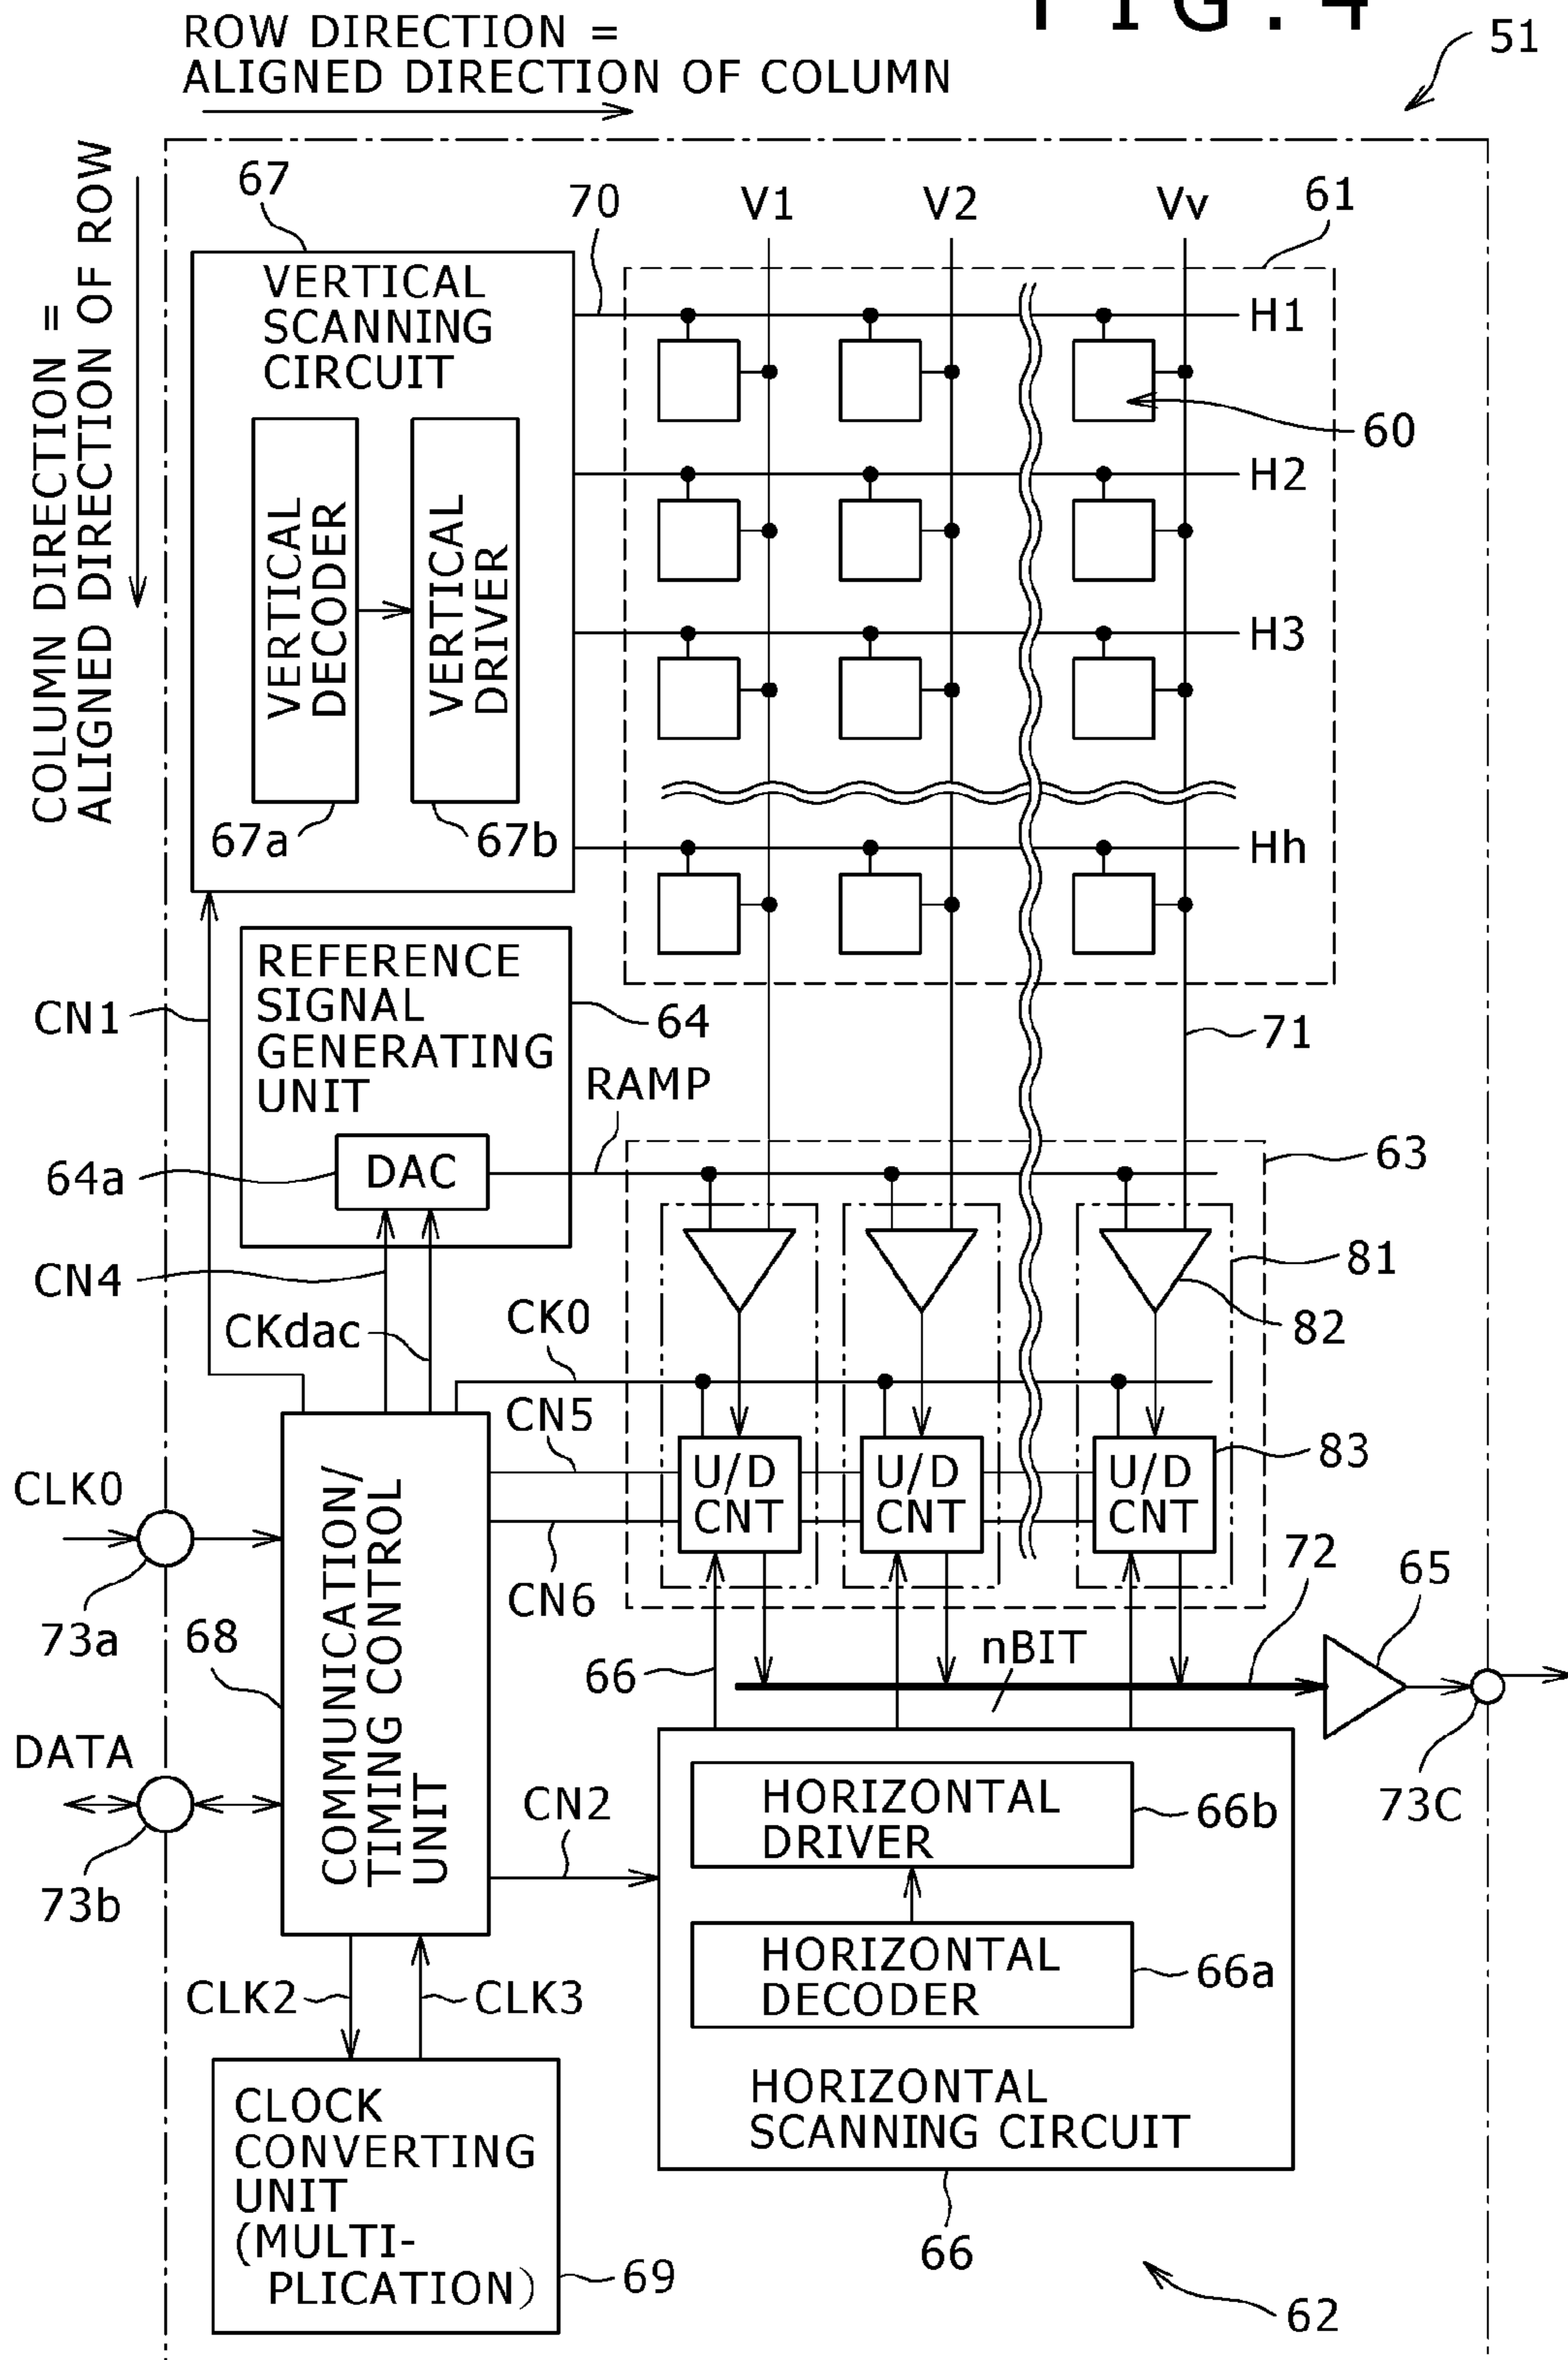 FIG.4
51
ROW DIRECTION =
ALIGNED DIRECTION OF COLUMN
COLUMN DIRECTION =
ALIGNED DIRECTION OF ROW
67
70
V1
V2
Vv
61
VERTICAL
SCANNING
CIRCUIT
H1
60
H2
VERTICAL
DECODER
VERTICAL
DRIVER
H3
67a
67b
Hh
REFERENCE
SIGNAL
GENERATING
UNIT
CN1
64
71
RAMP
64a
DAC
63
CN4
81
CKdac
CK0
82
CN5
83
CLK0
U/D
CNT
U/D
CNT
U/D
CNT
COMMUNICATION/
TIMING CONTROL
UNIT
CN6
72
65
73a
68
66
nBIT
DATA
CN2
HORIZONTAL
DRIVER
66b
73C
73b
HORIZONTAL
DECODER
66a
CLK2
CLK3
HORIZONTAL
SCANNING CIRCUIT
CLOCK
CONVERTING
UNIT
(MULTI-
PLICATION)
69
66
62